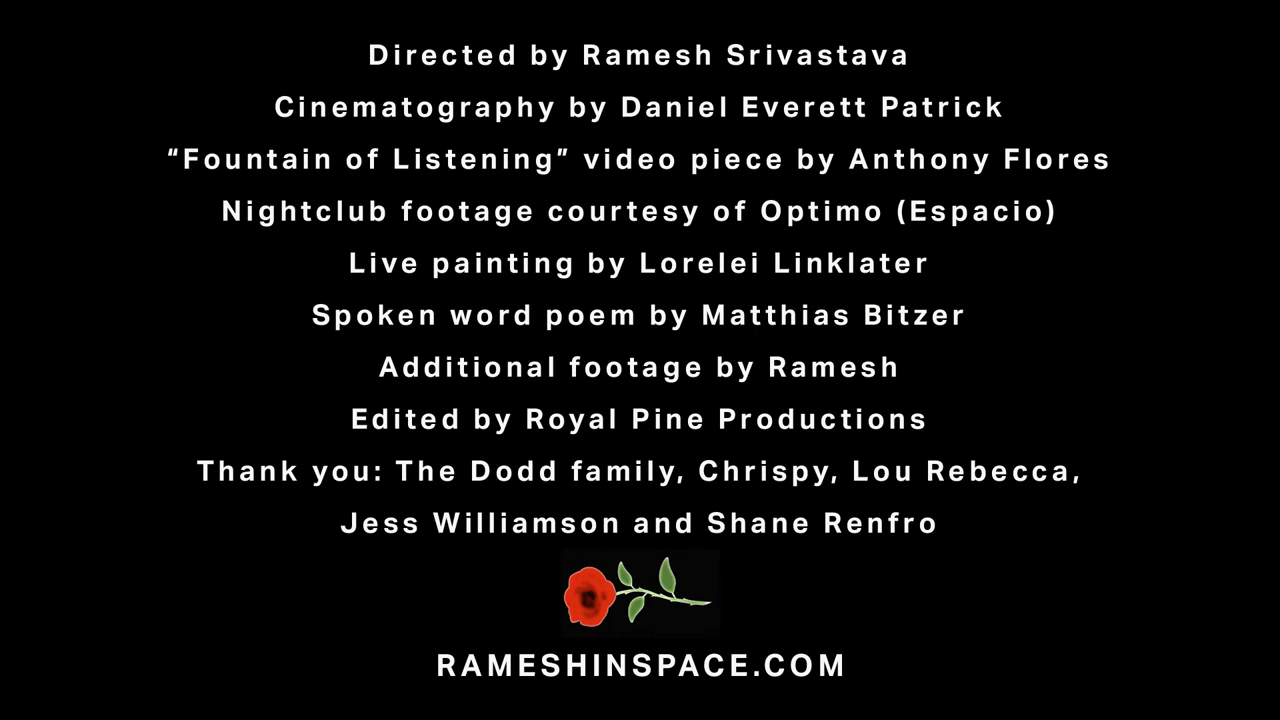 Directed by Ramesh Srivastava
Cinematography by Daniel Everett Patrick
“Fountain of Listening” video piece by Anthony Flores
Nightclub footage courtesy of Optimo (Espacio)
Live painting by Lorelei Linklater
Spoken word poem by Matthias Bitzer
Additional footage by Ramesh
Edited by Royal Pine Productions
Thank you: The Dodd family, Chrispy, Lou Rebecca,
Jess Williamson and Shane Renfro
RAMESHINSPACE.COM